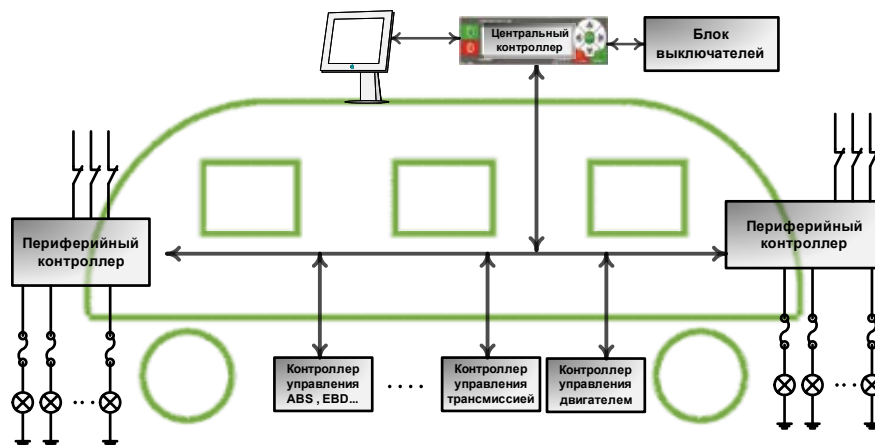 Центральный
контроллер
Блок
выключателей
Периферийный
контроллер
Периферийный
контроллер
Контроллер
управления
ABS , EBD...
....
Контроллер
управления
трансмиссией
Контроллер
управления
двигателем